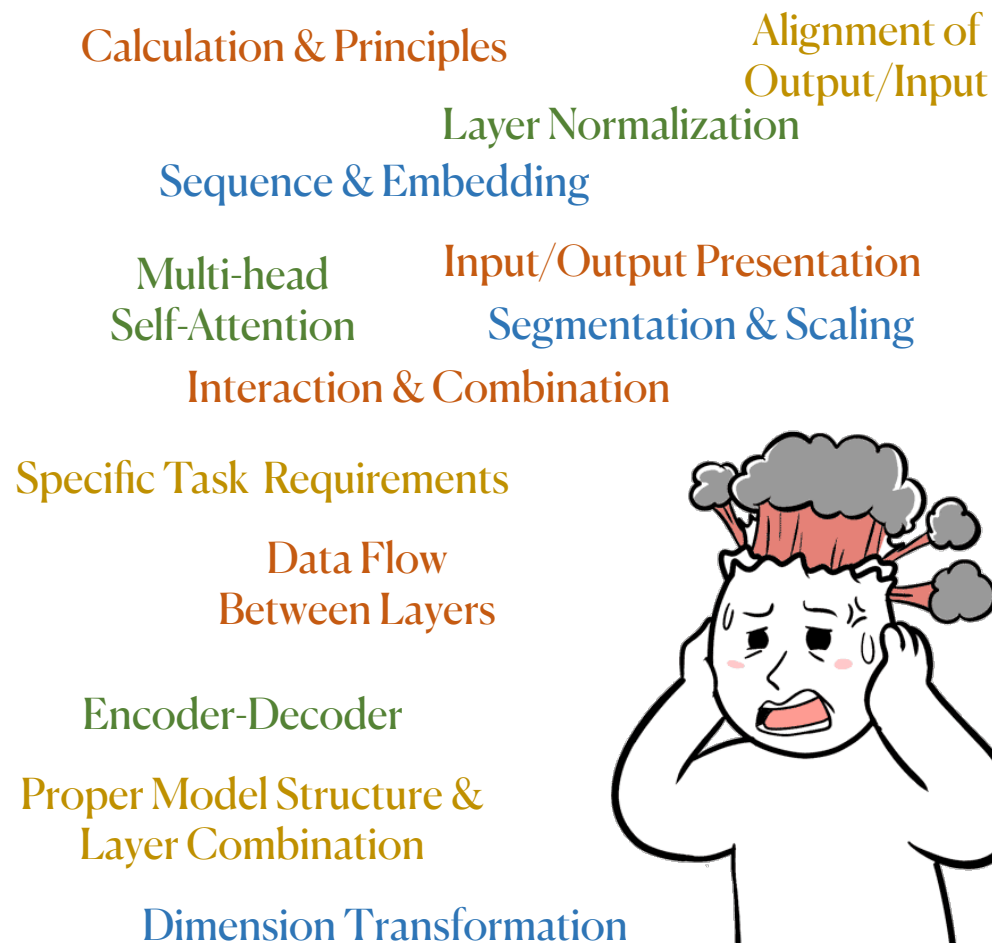 Calculation & Principles
Alignment of
Output/Input
Layer Normalization
Sequence & Embedding
Multi-head
Self-Attention
Input/Output Presentation
Segmentation & Scaling
Interaction & Combination
Specific Task Requirements
Data Flow
Between Layers
Encoder-Decoder
Proper Model Structure &
Layer Combination
Dimension Transformation